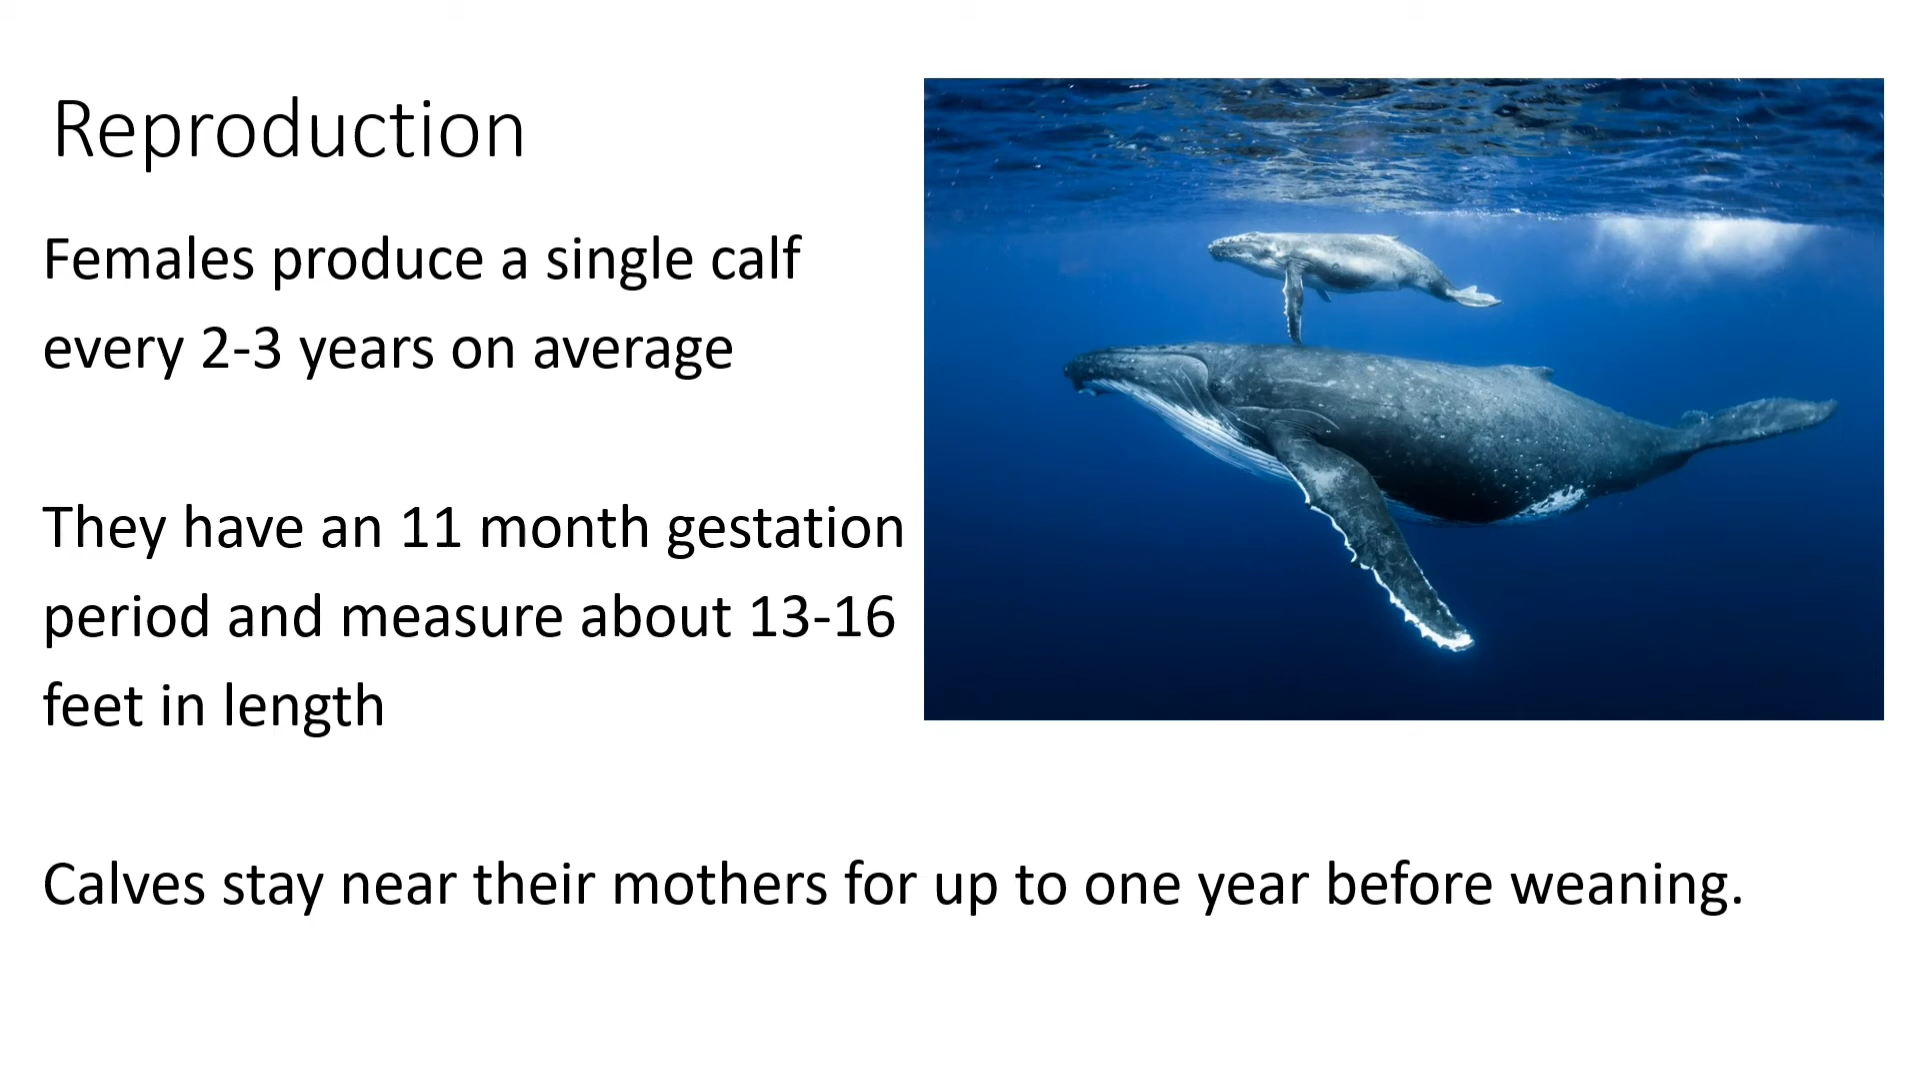 Reproduction
Females produce a single calf
every 2-3 years on average
They have an 11 month gestation
period and measure about 13-16
feet in length
Calves stay near their mothers for up to one year before weaning.